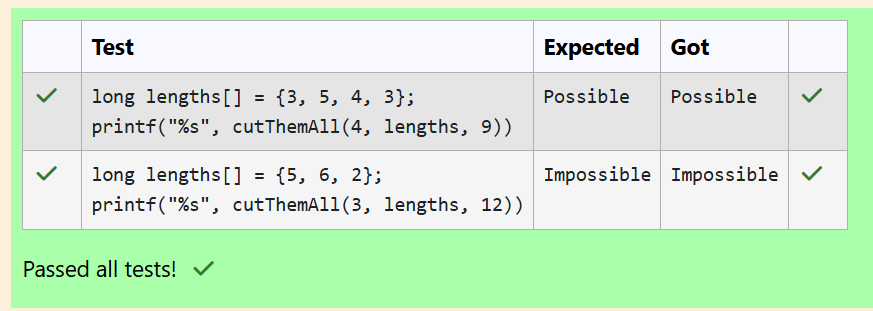 Test Expected Got
long lengths[] = {3, 5, 4, 3}; Possible Possible
printf("%s", cutThemAll(4, lengths, 9))
long lengths[] = {5, 6, 2}; Impossible Impossible
printf("%s", cutThemAll(3, lengths, 12))
Passed all tests!